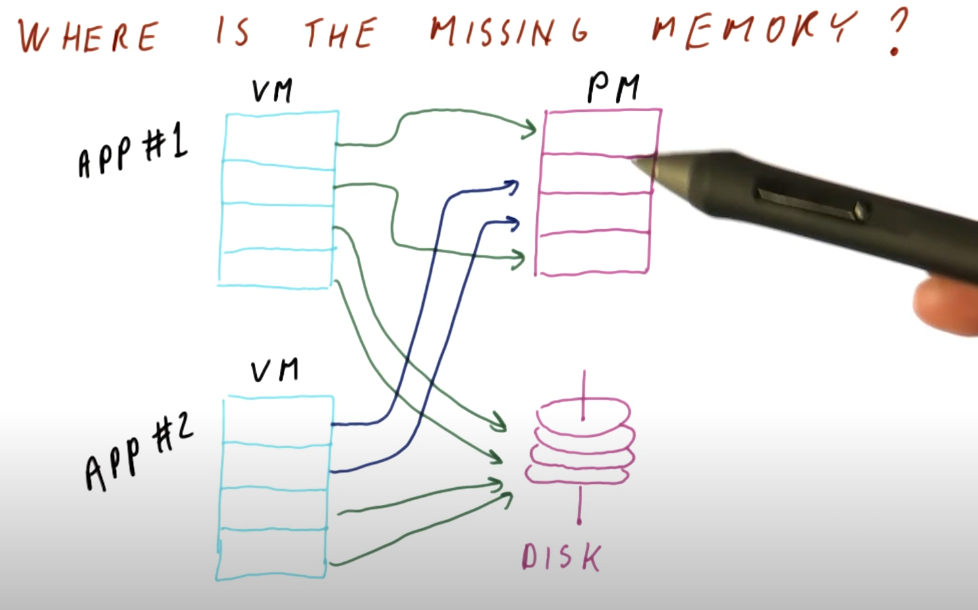 WHERE IS THE MISSING MEMORY?
VM
PM
APP #1
VM
APP #2
DISK